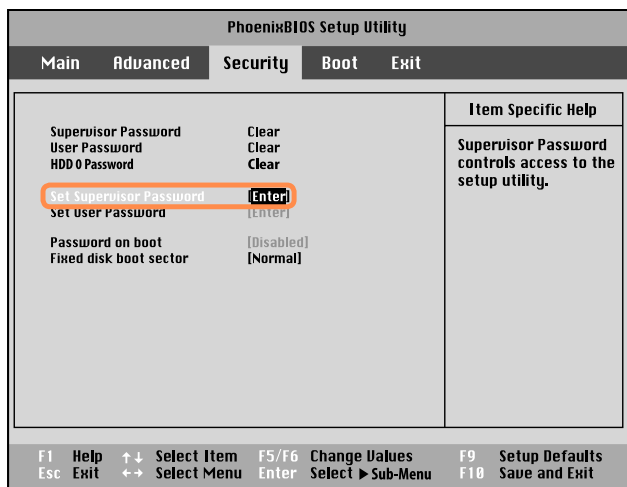 PhoenixBIOS Setup Utility
Main Advanced Security Boot Exit
Supervisor Password Clear
User Password Clear
HDD 0 Password Clear
Set Supervisor Password [Enter]
Set User Password [Enter]
Password on boot [Disabled]
Fixed disk boot sector [Normal]
Item Specific Help
Supervisor Password
controls access to the
setup utility.
F1 Help ↑↓ Select Item F5/F6 Change Values F9 Setup Defaults
Esc Exit ←→ Select Menu Enter Select ▶ Sub-Menu F10 Save and Exit